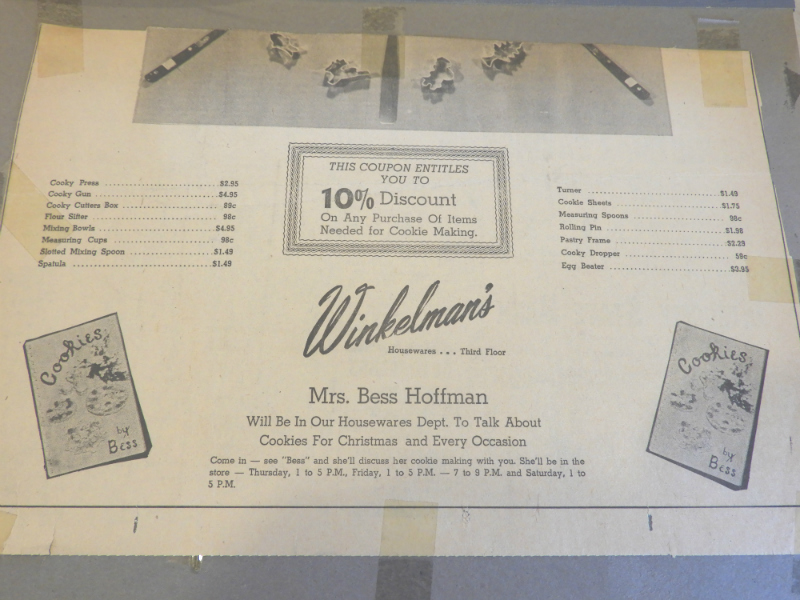 Cooky Press $2.95
Cooky Gun $4.95
Cooky Cutters Box 89c
Flour Sifter 98c
Mixing Bowls $4.95
Measuring Cups 98c
Slotted Mixing Spoon $1.49
Spatula $1.49
THIS COUPON ENTITLES
YOU TO
10% Discount
On Any Purchase Of Items
Needed for Cookie Making.
Turner $1.49
Cookie Sheets $1.75
Measuring Spoons
Rolling Pin $1.98
Pastry Frame
Cooky Dropper
Egg Beater
Winkelman's
Housewares . . . Third Floor
Cookies
by
Bess
Cookies
by
Bess
Mrs. Bess Hoffman
Will Be In Our Housewares Dept. To Talk About
Cookies For Christmas and Every Occasion
Come in — see "Bess" and she'll discuss her cookie making with you. She'll be in the
store — Thursday, 1 to 5 P.M., Friday, 1 to 5 P.M. — 7 to 9 P.M. and Saturday, 1 to
5 P.M.